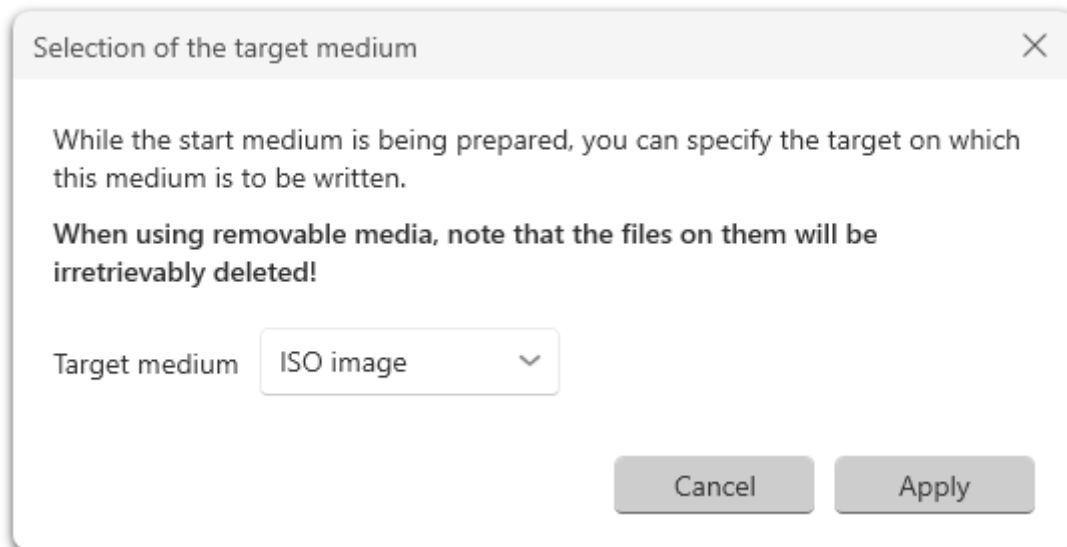 Selection of the target medium
While the start medium is being prepared, you can specify the target on which
this medium is to be written.
When using removable media, note that the files on them will be
irretrievably deleted!
Target medium
ISO image
Cancel
Apply